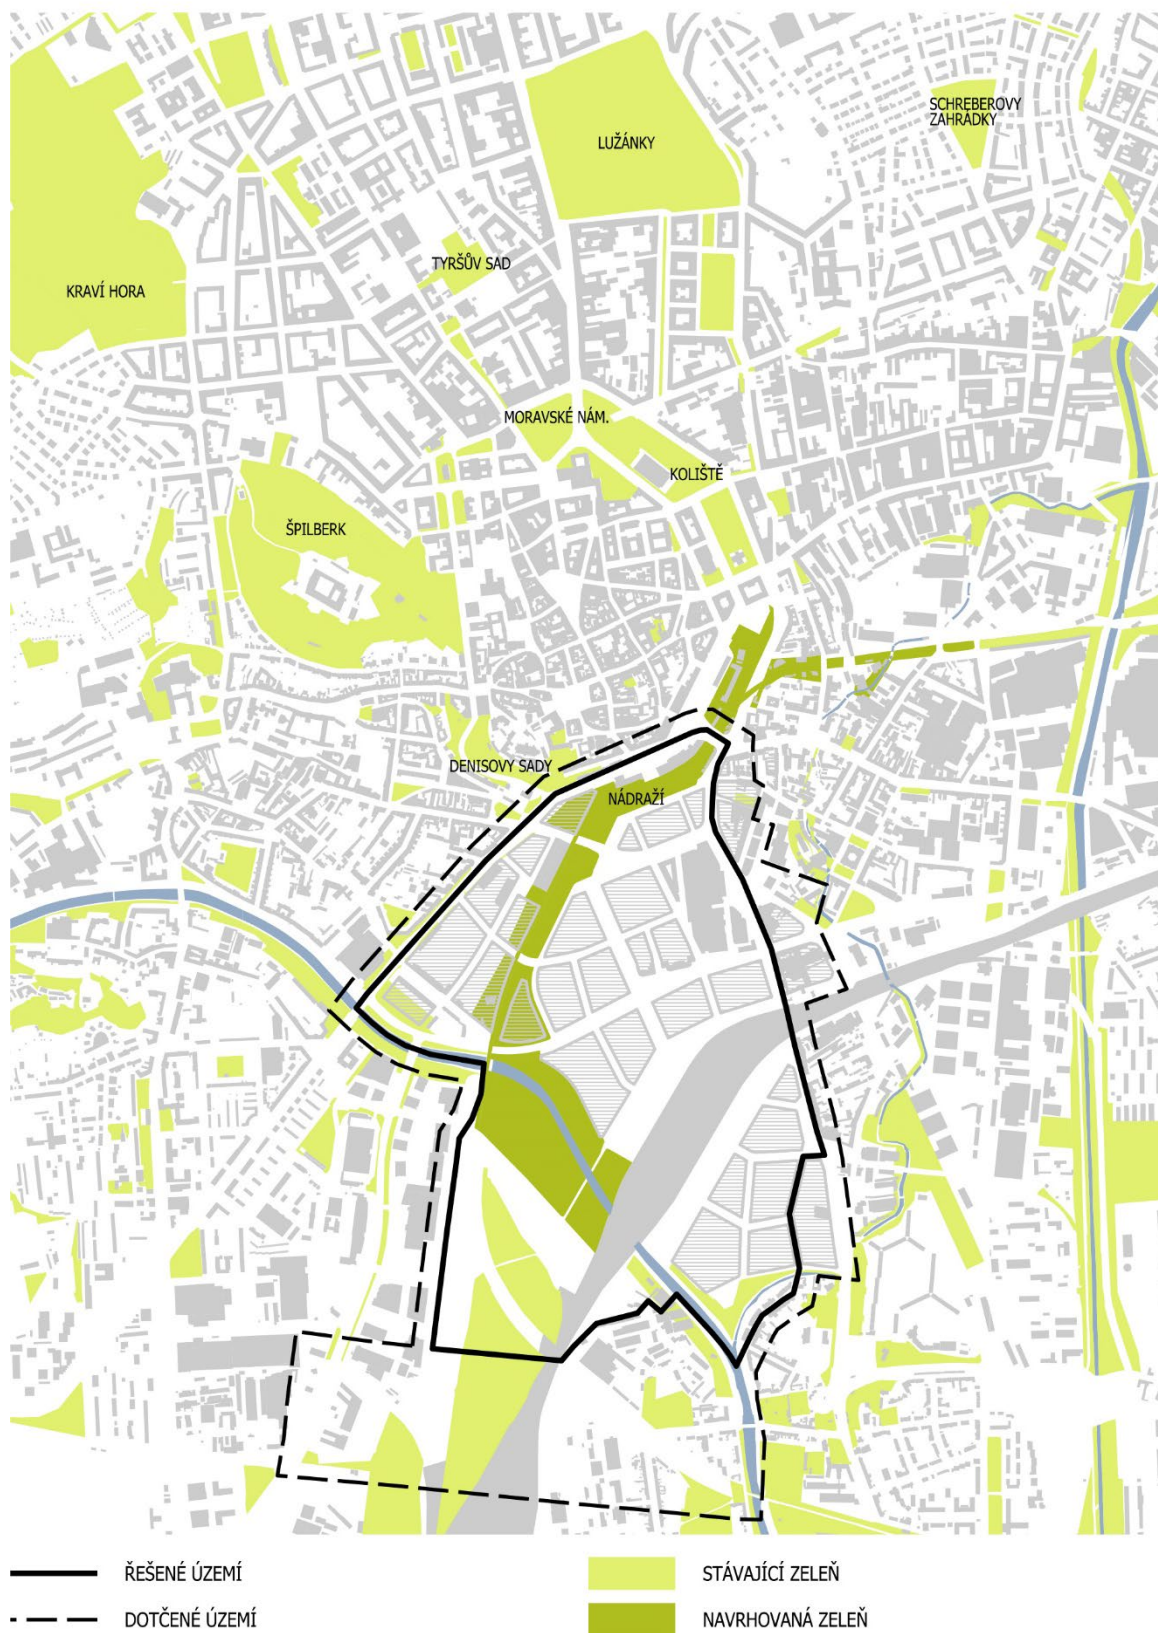 LUŽÁNKY
SCHREBEROVY
ZAHRÁDKY
TYRŠŮV SAD
KRAVÍ HORA
MORAVSKÉ NÁM.
KOLIŠTĚ
ŠPILBERK
DENISOVY SADY
NÁDRAŽÍ
ŘEŠENÉ ÚZEMÍ
STÁVAJÍCÍ ZELEŇ
DOTČENÉ ÚZEMÍ
NAVRHOVANÁ ZELEŇ